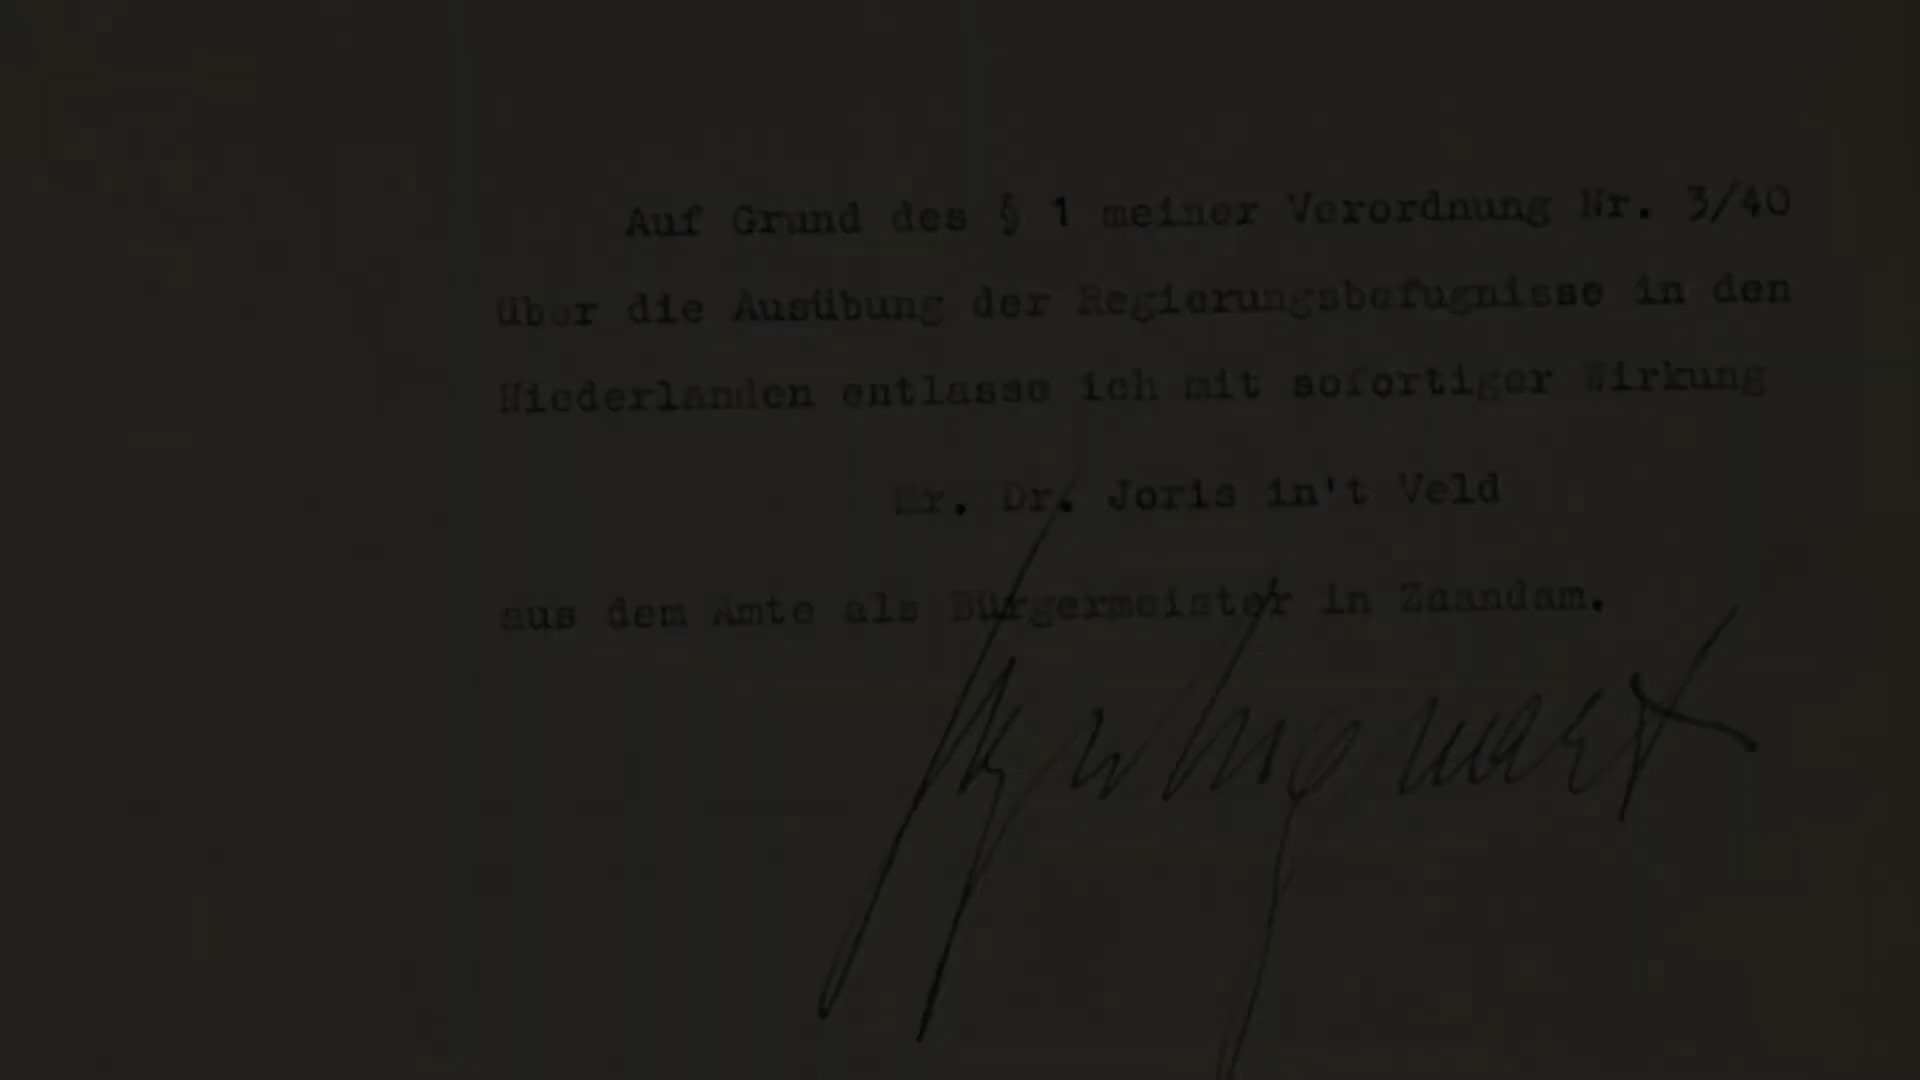 Auf Grund des § 1 meiner Verordnung Nr. 3/40
über die Ausübung der Regierungsbefugnisse in den
Niederlanden entlasse ich mit sofortiger Wirkung
Mr. Dr. Joris in't Veld
aus dem Amte als Bürgermeister in Zaandam.